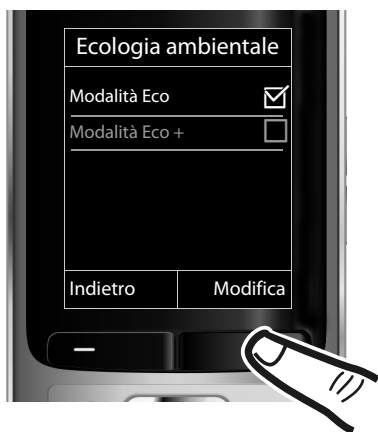 Ecologia ambientale
Modalità Eco
Modalità Eco +
Indietro Modifica